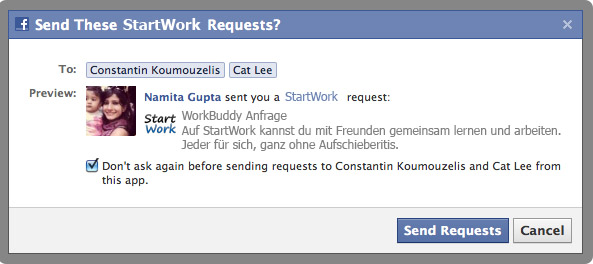 Send These StartWork Requests?
To: Constantin Koumouzelis Cat Lee
Preview: Namita Gupta sent you a StartWork request:
Start Work
WorkBuddy Anfrage
Auf StartWork kannst du mit Freunden gemeinsam lernen und arbeiten.
Jeder für sich, ganz ohne Aufschieberitis.
Don't ask again before sending requests to Constantin Koumouzelis and Cat Lee from
this app.
Send Requests Cancel